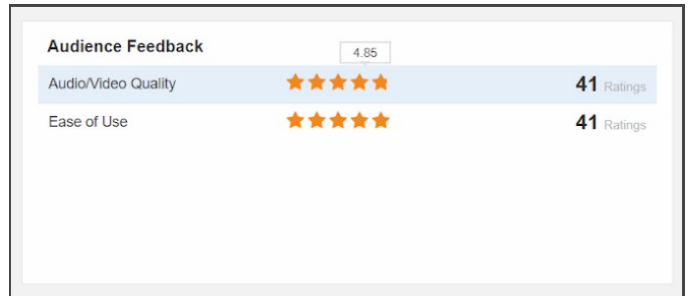 Audience Feedback
4.85
Audio/Video Quality 41 Ratings
Ease of Use 41 Ratings